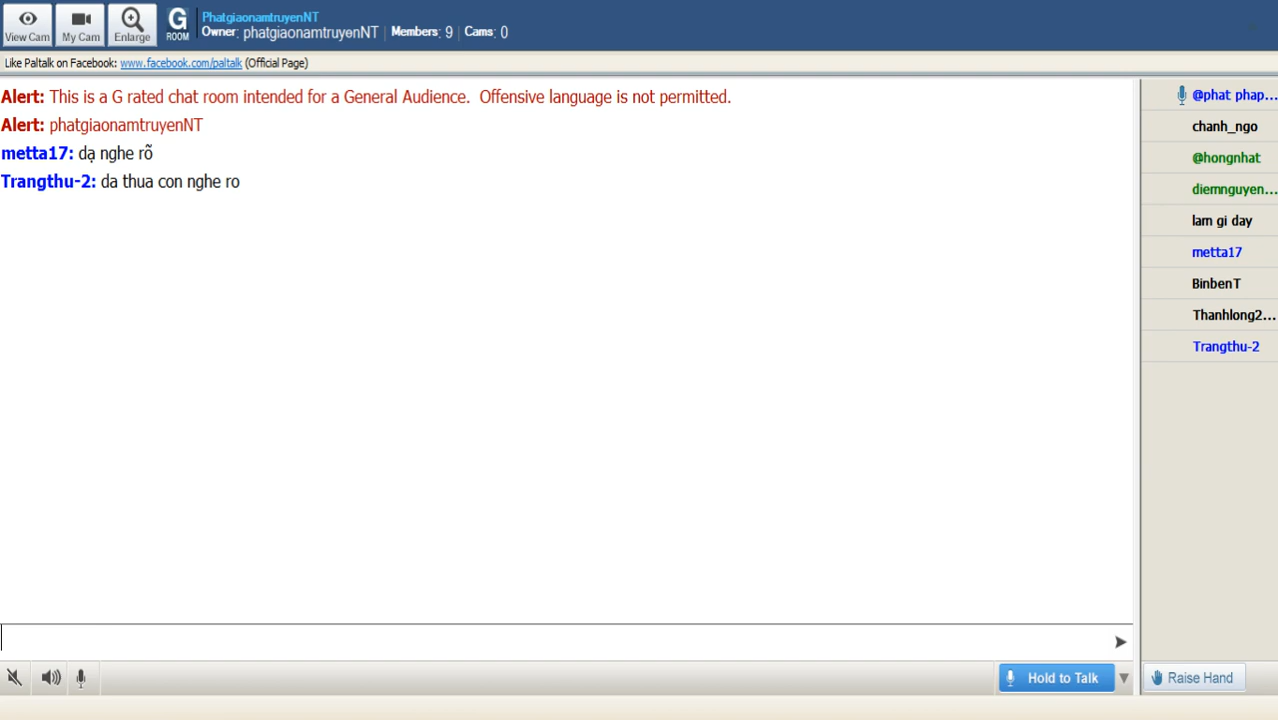 View Cam
My Cam
Enlarge
G
ROOM
PhatgiaonamtruyenNT
Owner: phatgiaonamtruyenNT Members: 9 Cams: 0
Like Paltalk on Facebook: www.facebook.com/paltalk (Official Page)
Alert: This is a G rated chat room intended for a General Audience. Offensive language is not permitted.
Alert: phatgiaonamtruyenNT
metta17: dạ nghe rõ
Trangthu-2: da thua con nghe ro
@phat phap...
chanh_ngo
@hongnhat
diemnguyen...
lam gi day
metta17
BinbenT
Thanhlong2...
Trangthu-2
Hold to Talk
Raise Hand